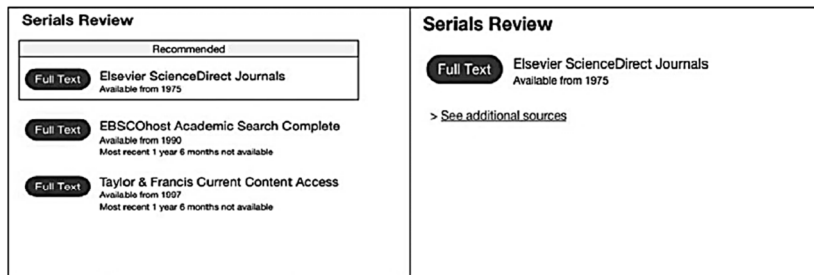 Serials Review
Recommended
Full Text
Elsevier ScienceDirect Journals
Available from 1975
Full Text
EBSCOhost Academic Search Complete
Available from 1990
Most recent 1 year 6 months not available
Full Text
Taylor & Francis Current Content Access
Available from 1997
Most recent 1 year 6 months not available
Serials Review
Full Text
Elsevier ScienceDirect Journals
Available from 1975
> See additional sources